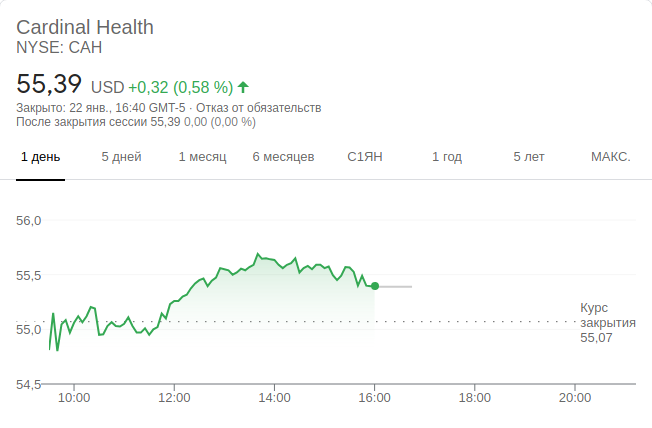 Cardinal Health
NYSE: CAH
55,39 USD +0,32 (0,58 %)
Закрыто: 22 янв., 16:40 GMT-5 · Отказ от обязательств
После закрытия сессии 55,39 0,00 (0,00 %)
1 день 5 дней 1 месяц 6 месяцев С1ЯН 1 год 5 лет МАКС.
56,0
55,5
55,0
54,5
Курс
закрытия
55,07
10:00 12:00 14:00 16:00 18:00 20:00